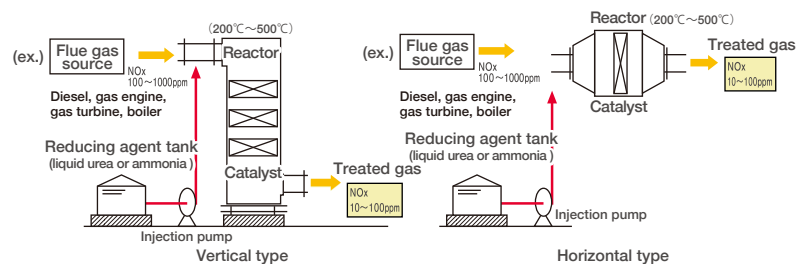 (200℃～500℃)
(ex.)
Flue gas
source
NOx
100～1000ppm
Reactor
Diesel, gas engine,
gas turbine, boiler
Reducing agent tank
(liquid urea or ammonia )
Catalyst
Treated gas
NOx
10～100ppm
Injection pump
Vertical type
Reactor (200℃～500℃)
(ex.)
Flue gas
source
NOx
100～1000ppm
Treated gas
NOx
10～100ppm
Diesel, gas engine,
gas turbine, boiler
Catalyst
Reducing agent tank
(liquid urea or ammonia )
Injection pump
Horizontal type